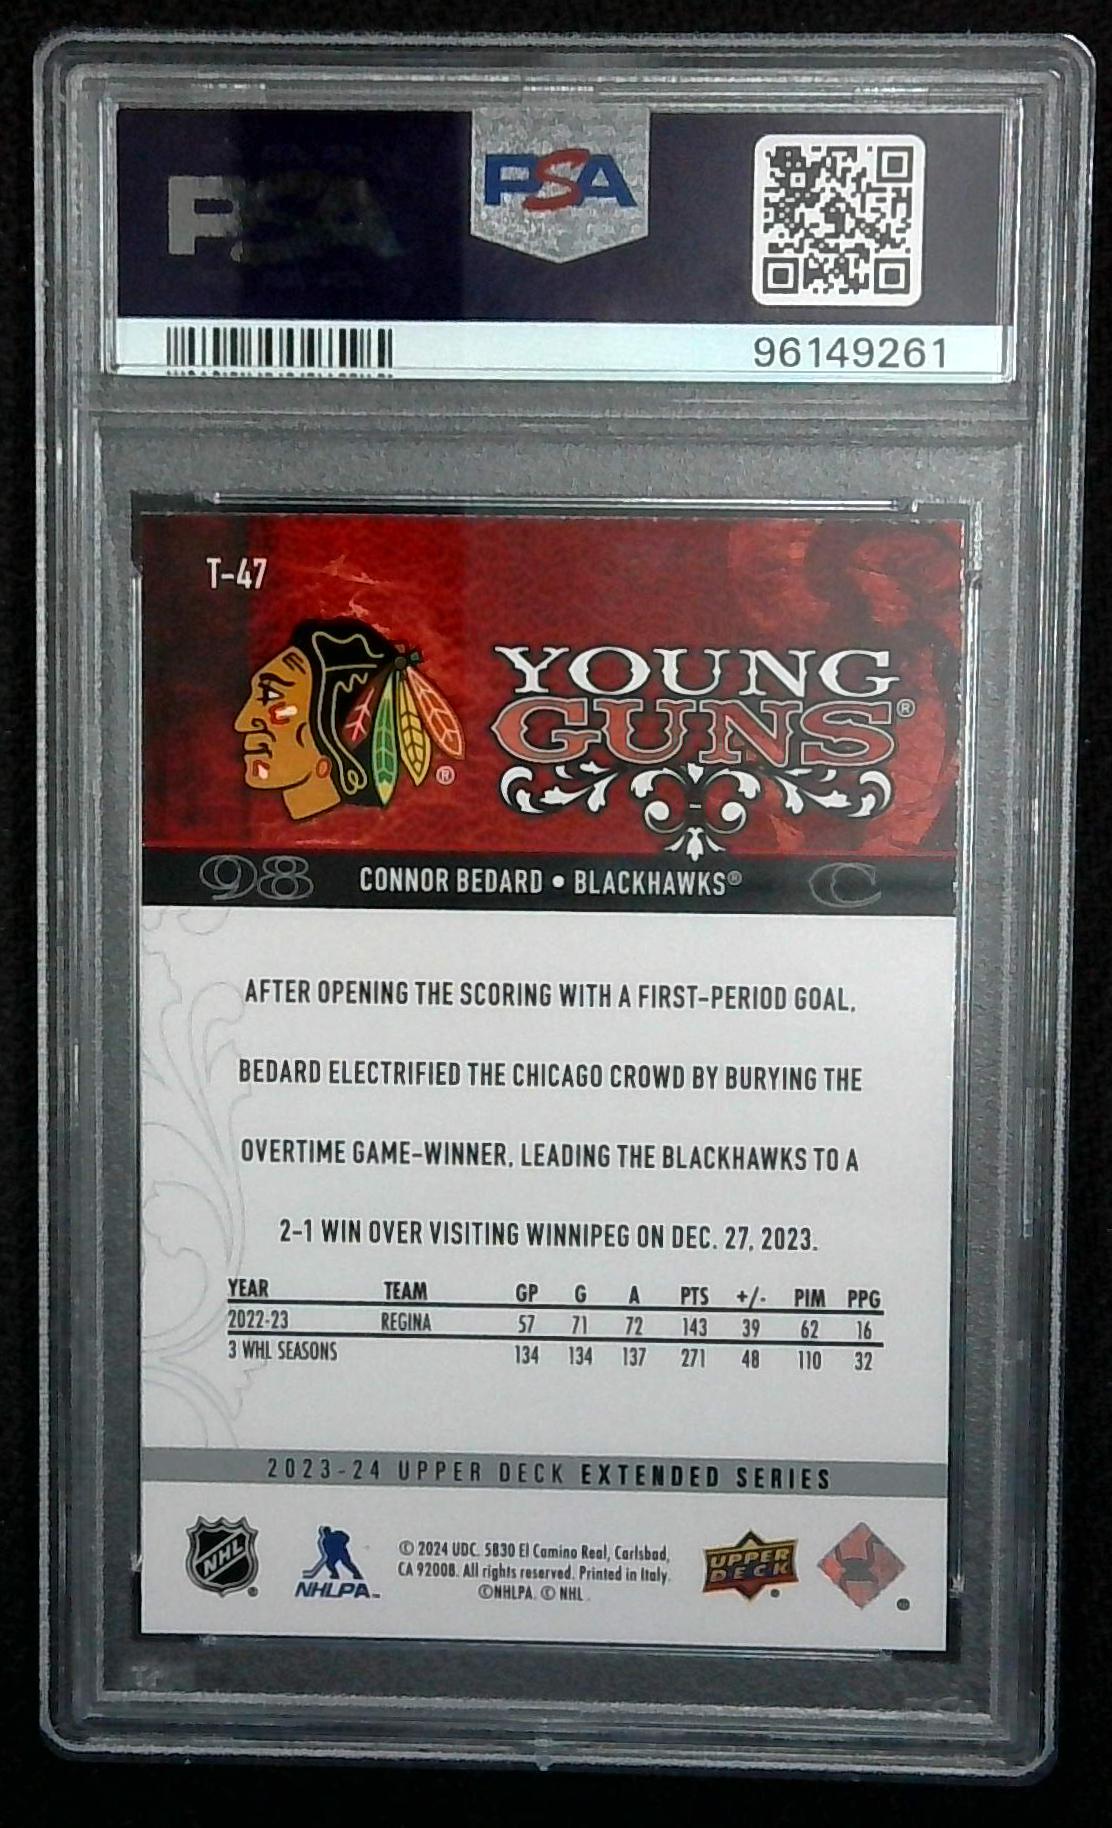 PSA
PSA
96149261
T-47
YOUNG
GUNS®
®
98 CONNOR BEDARD • BLACKHAWKS® C
AFTER OPENING THE SCORING WITH A FIRST-PERIOD GOAL,
BEDARD ELECTRIFIED THE CHICAGO CROWD BY BURYING THE
OVERTIME GAME-WINNER, LEADING THE BLACKHAWKS TO A
2-1 WIN OVER VISITING WINNIPEG ON DEC. 27, 2023.
YEAR TEAM GP G A PTS +/- PIM PPG
2022-23 REGINA 57 71 72 143 39 62 16
3 WHL SEASONS 134 134 137 271 48 110 32
2023-24 UPPER DECK EXTENDED SERIES
NHL
NHLPA™
© 2024 UDC. 5830 El Camino Real, Carlsbad,
CA 92008. All rights reserved. Printed in Italy.
©NHLPA. © NHL.
UPPER
DECK